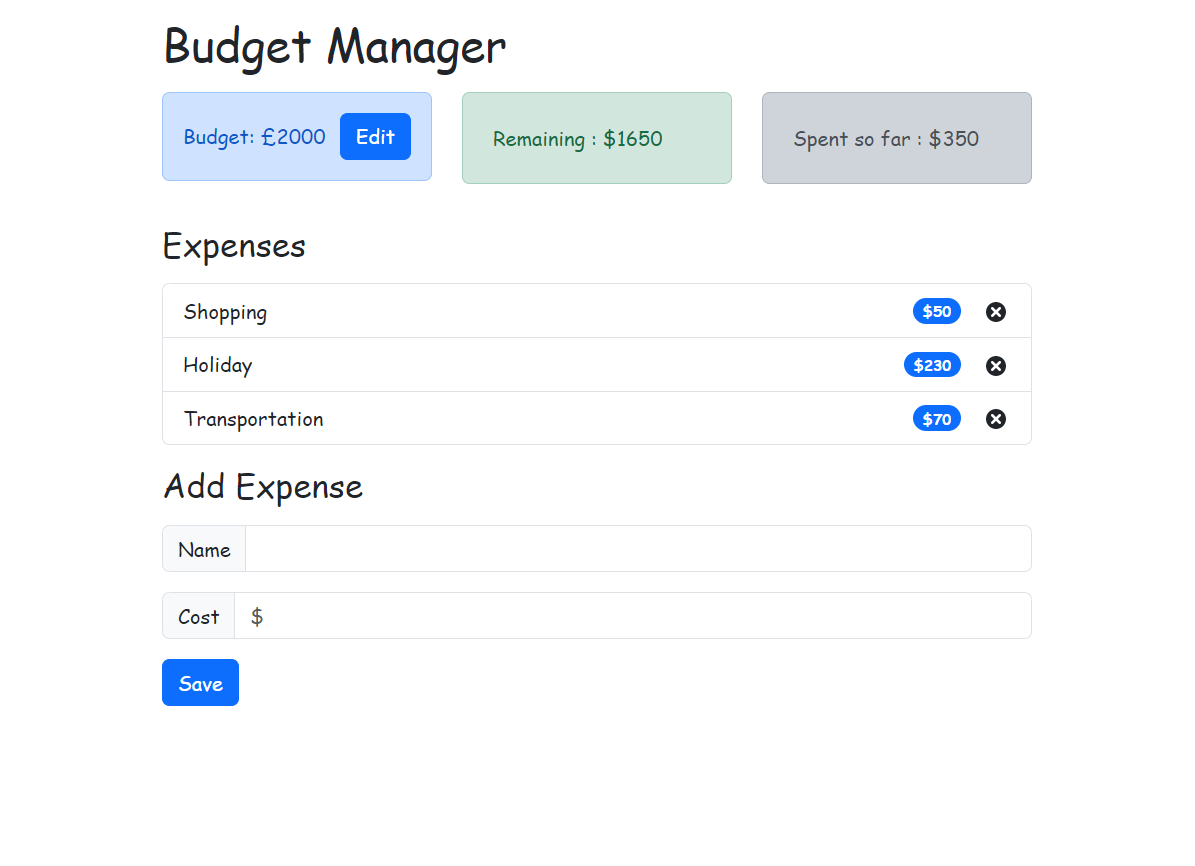 Budget Manager
Budget: £2000 Edit
Remaining : $1650
Spent so far : $350
Expenses
Shopping $50
Holiday $230
Transportation $70
Add Expense
Name
Cost $
Save